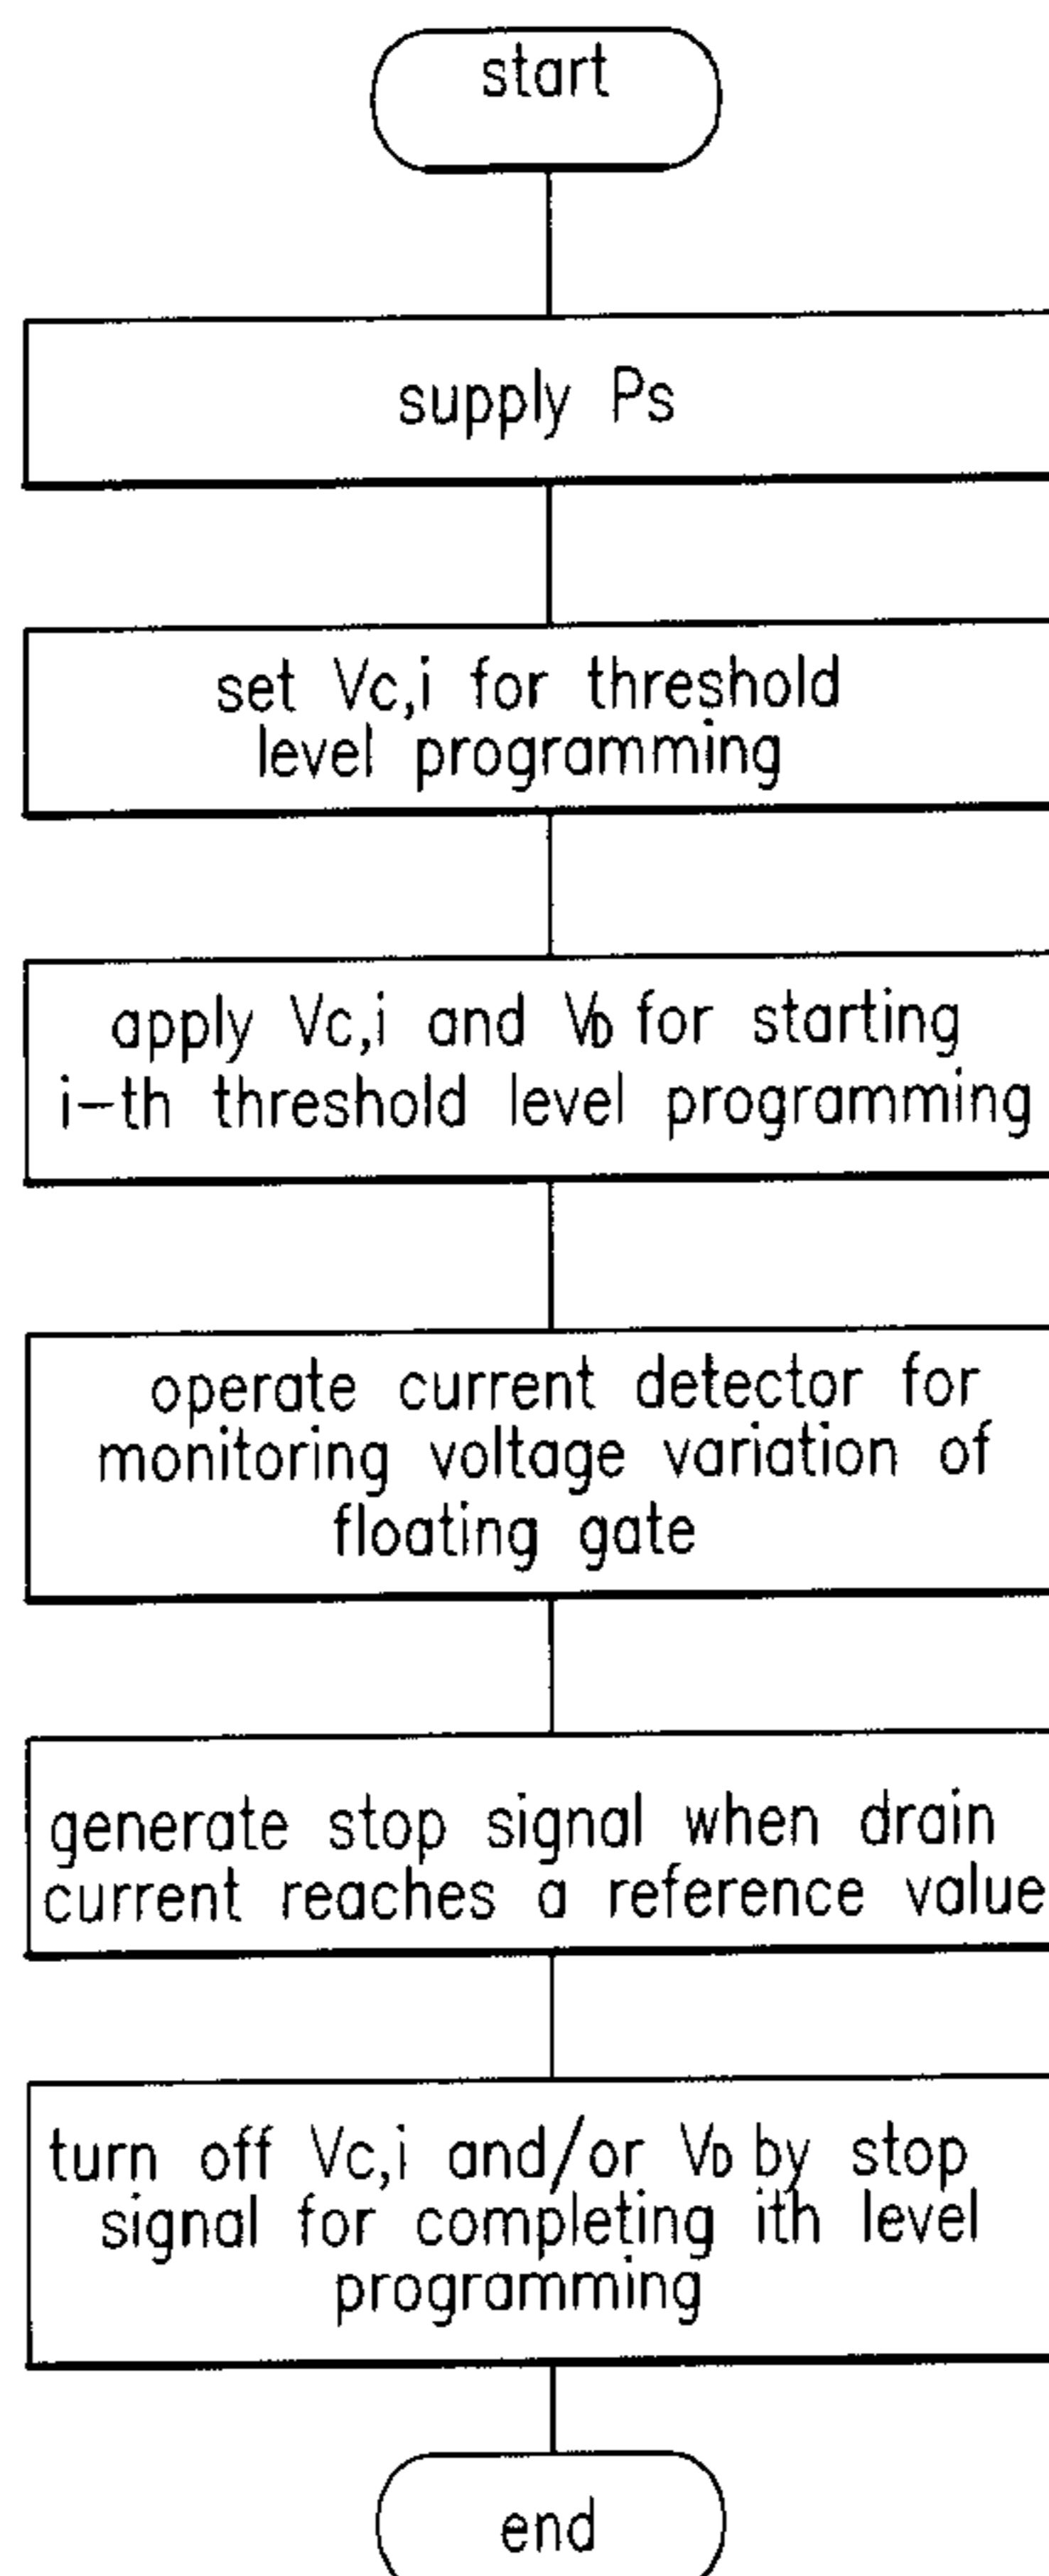 start
supply Ps
set Vc,i for threshold
level programming
apply Vc,i and VD for starting
i-th threshold level programming
operate current detector for
monitoring voltage variation of
floating gate
generate stop signal when drain
current reaches a reference value
turn off Vc,i and/or VD by stop
signal for completing ith level
programming
end